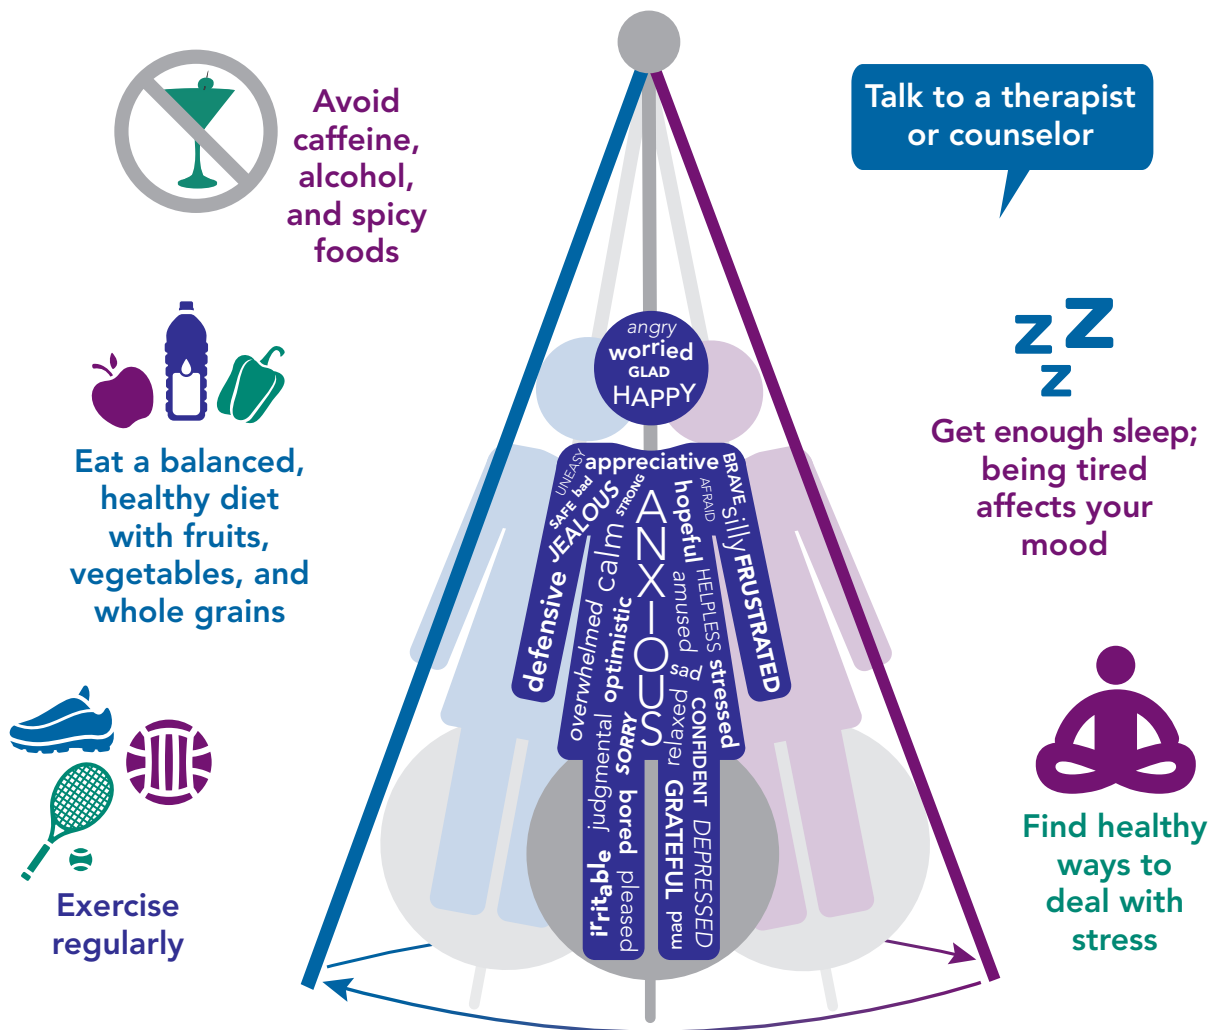 Avoid
caffeine,
alcohol,
and spicy
foods
Eat a balanced,
healthy diet
with fruits,
vegetables, and
whole grains
Exercise
regularly
angry
worried
GLAD
HAPPY
UNEASY
appreciative
BRAVE
SAFE
bad
STRONG
AFRAID
JEALOUS
calm
ANXIOUS
hopeful
silly
defensive
overwhelmed
optimistic
amused
HELPLESS
FRUSTRATED
sad
stressed
judgmental
SORRY
relaxed
CONFIDENT
irritable
bored
pleased
GRATEFUL
mad
DEPRESSED
Talk to a therapist
or counselor
z Z
z
Get enough sleep;
being tired
affects your
mood
Find healthy
ways to
deal with
stress